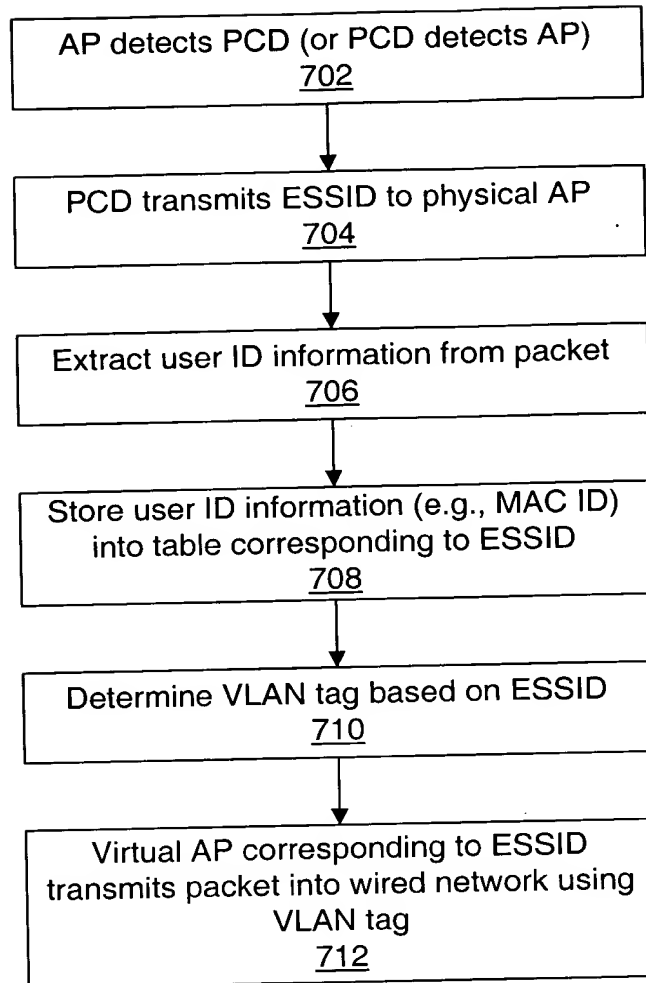 AP detects PCD (or PCD detects AP)
702
PCD transmits ESSID to physical AP
704
Extract user ID information from packet
706
Store user ID information (e.g., MAC ID)
into table corresponding to ESSID
708
Determine VLAN tag based on ESSID
710
Virtual AP corresponding to ESSID
transmits packet into wired network using
VLAN tag
712